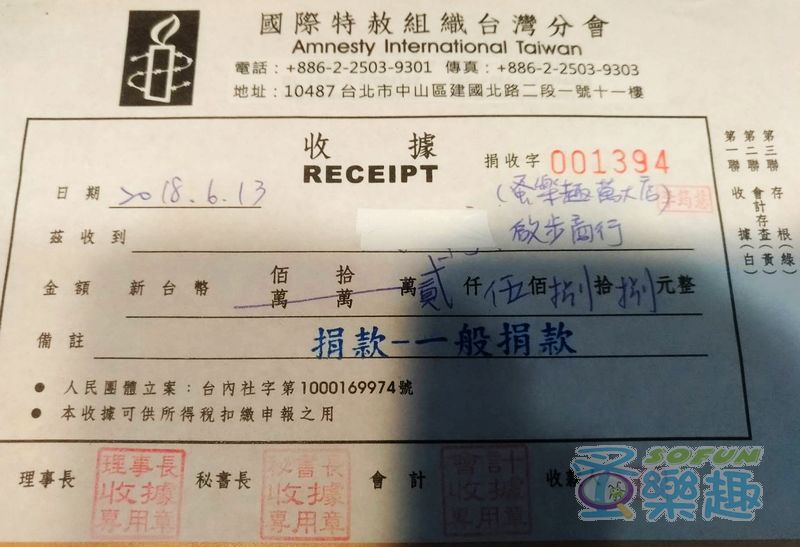 國際特赦組織台灣分會
Amnesty International Taiwan
電話：+886-2-2503-9301 傳真：+886-2-2503-9303
地址：10487 台北市中山區建國北路二段一號十一樓
收據
RECEIPT
捐收字 001394
日期 2018.6.13
(蚤樂趣萬大店)
茲收到 啟步商行
金額 新台幣 佰萬 拾萬 萬 貳仟伍佰捌拾捌元整
備註 捐款-一般捐款
● 人民團體立案：台內社字第1000169974號
● 本收據可供所得稅扣繳申報之用
理事長 理事長收據專用章 秘書長 秘書長收據專用章 會計 會計收據專用章
第一聯 收據(白)
第二聯 會計存查(黃)
第三聯 存根(綠)
SOFUN
蚤樂趣